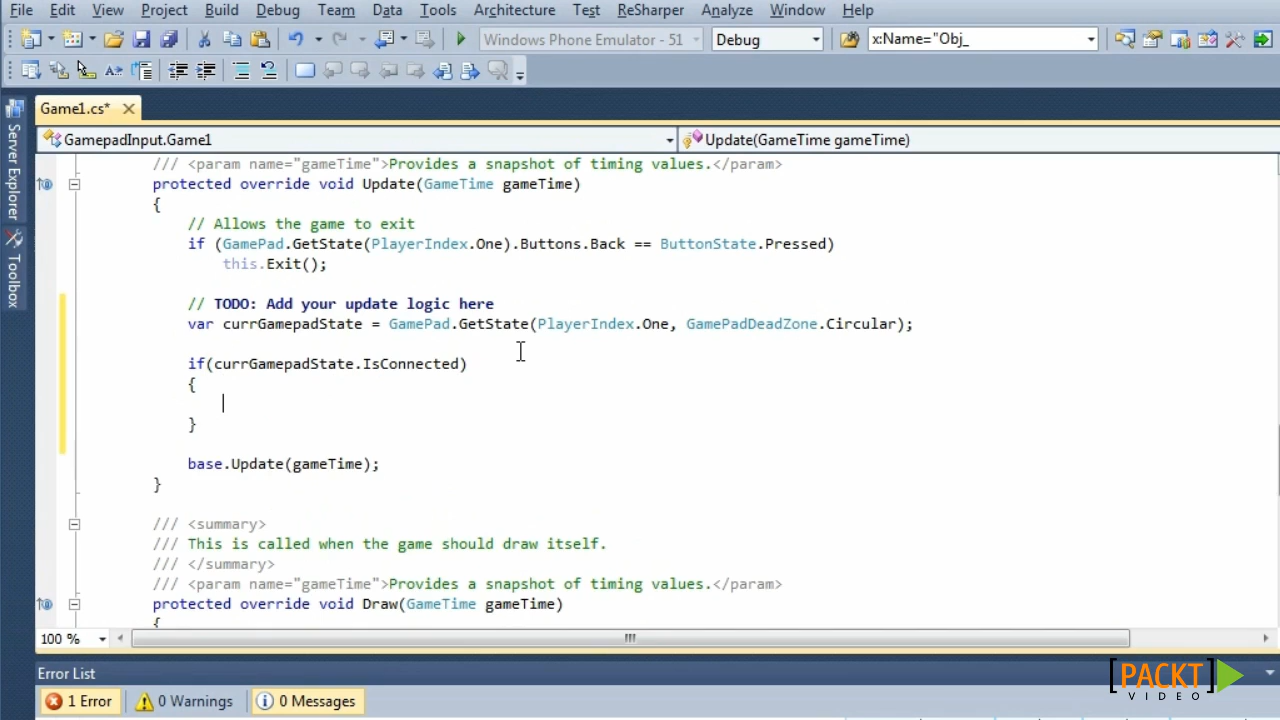 File Edit View Project Build Debug Team Data Tools Architecture Test ReSharper Analyze Window Help
Windows Phone Emulator - 51 Debug x:Name="Obj_
Game1.cs*
GamepadInput.Game1 Update(GameTime gameTime)
Server Explorer
Toolbox
/// <param name="gameTime">Provides a snapshot of timing values.</param>
protected override void Update(GameTime gameTime)
{
// Allows the game to exit
if (GamePad.GetState(PlayerIndex.One).Buttons.Back == ButtonState.Pressed)
this.Exit();
// TODO: Add your update logic here
var currGamepadState = GamePad.GetState(PlayerIndex.One, GamePadDeadZone.Circular);
if(currGamepadState.IsConnected)
{
}
base.Update(gameTime);
}
/// <summary>
/// This is called when the game should draw itself.
/// </summary>
/// <param name="gameTime">Provides a snapshot of timing values.</param>
protected override void Draw(GameTime gameTime)
{
100 %
Error List
1 Error 0 Warnings 0 Messages
[PACKT]
VIDEO